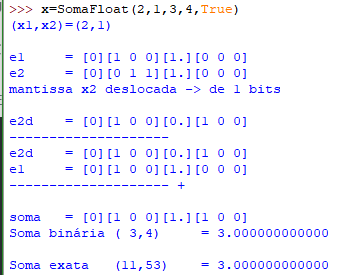 >>> x=SomaFloat(2,1,3,4,True)
(x1,x2)=(2,1)
e1     = [0][1 0 0][1.][0 0 0]
e2     = [0][0 1 1][1.][0 0 0]
mantissa x2 deslocada -> de 1 bits
e2d    = [0][1 0 0][0.][1 0 0]
--------------------
e2d    = [0][1 0 0][0.][1 0 0]
e1     = [0][1 0 0][1.][0 0 0]
-------------------- +
soma   = [0][1 0 0][1.][1 0 0]
Soma binária ( 3,4)     = 3.000000000000
Soma exata  (11,53)     = 3.000000000000